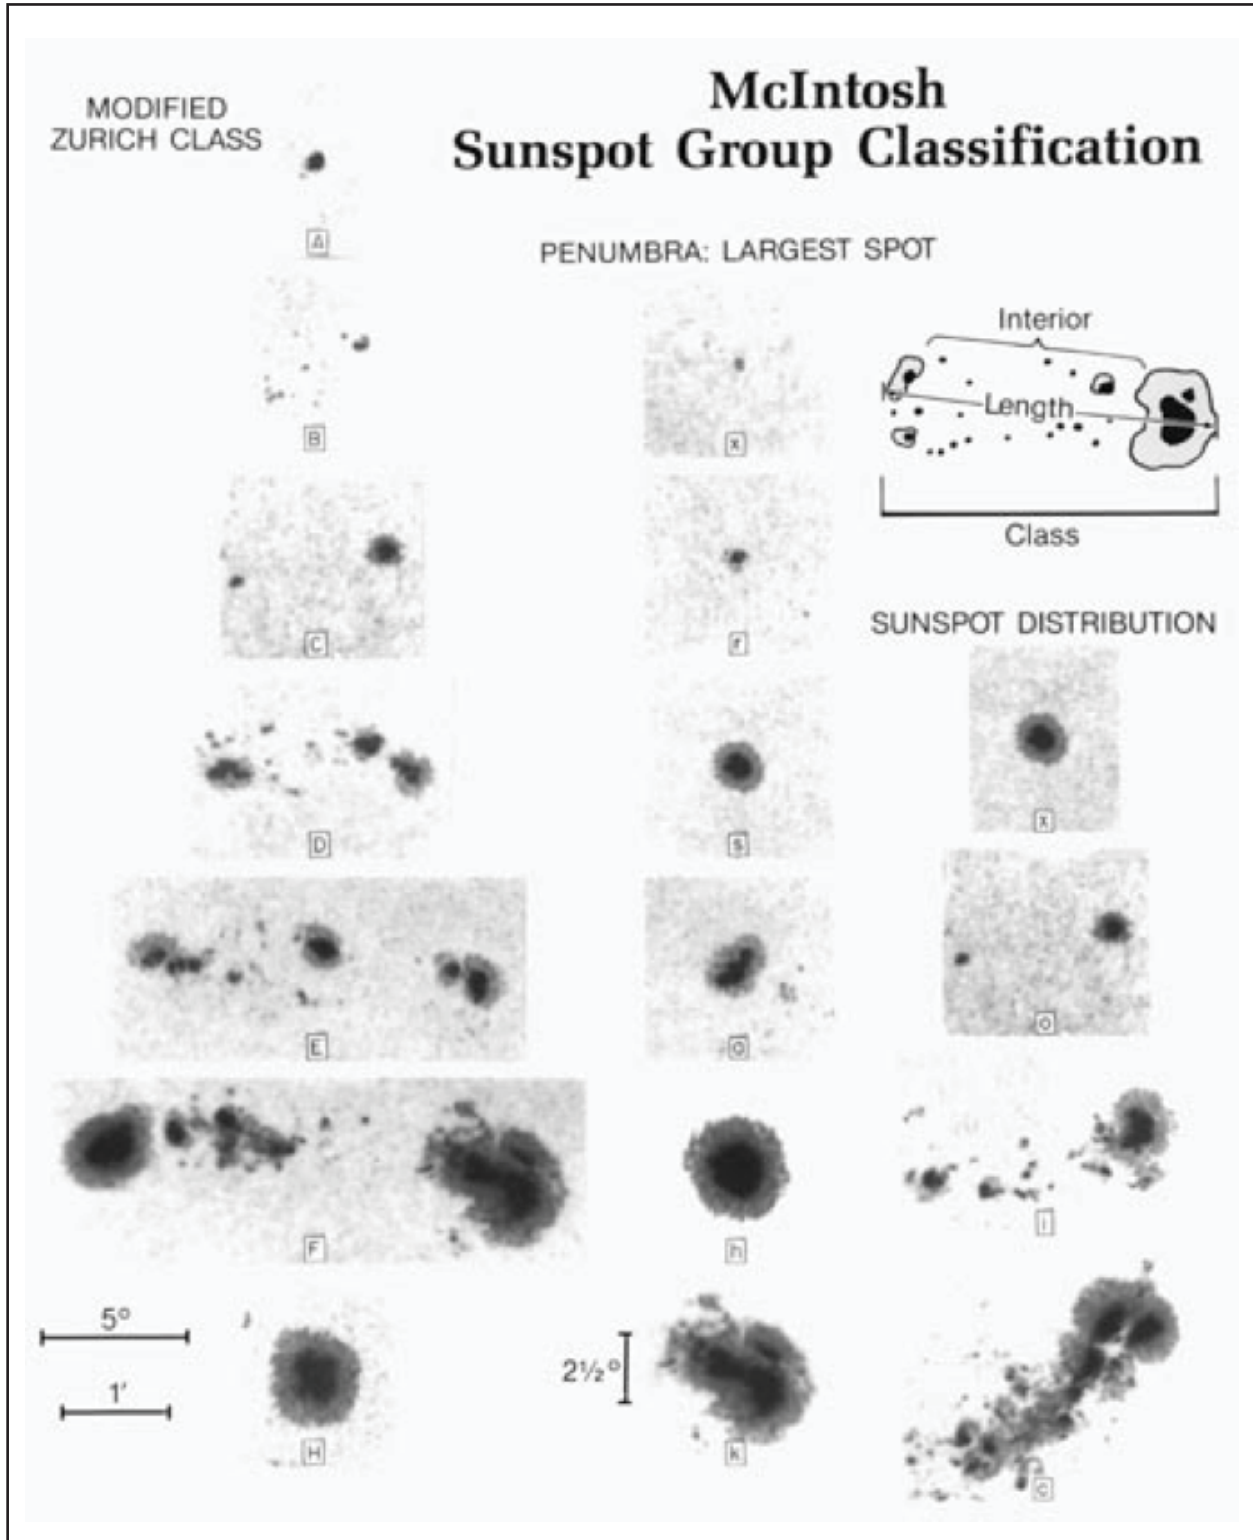 McIntosh
Sunspot Group Classification
MODIFIED
ZURICH CLASS
A
B
C
D
E
F
5°
1'
H
PENUMBRA: LARGEST SPOT
x
r
s
a
h
2½°
k
Interior
Length
Class
SUNSPOT DISTRIBUTION
x
o
i
c